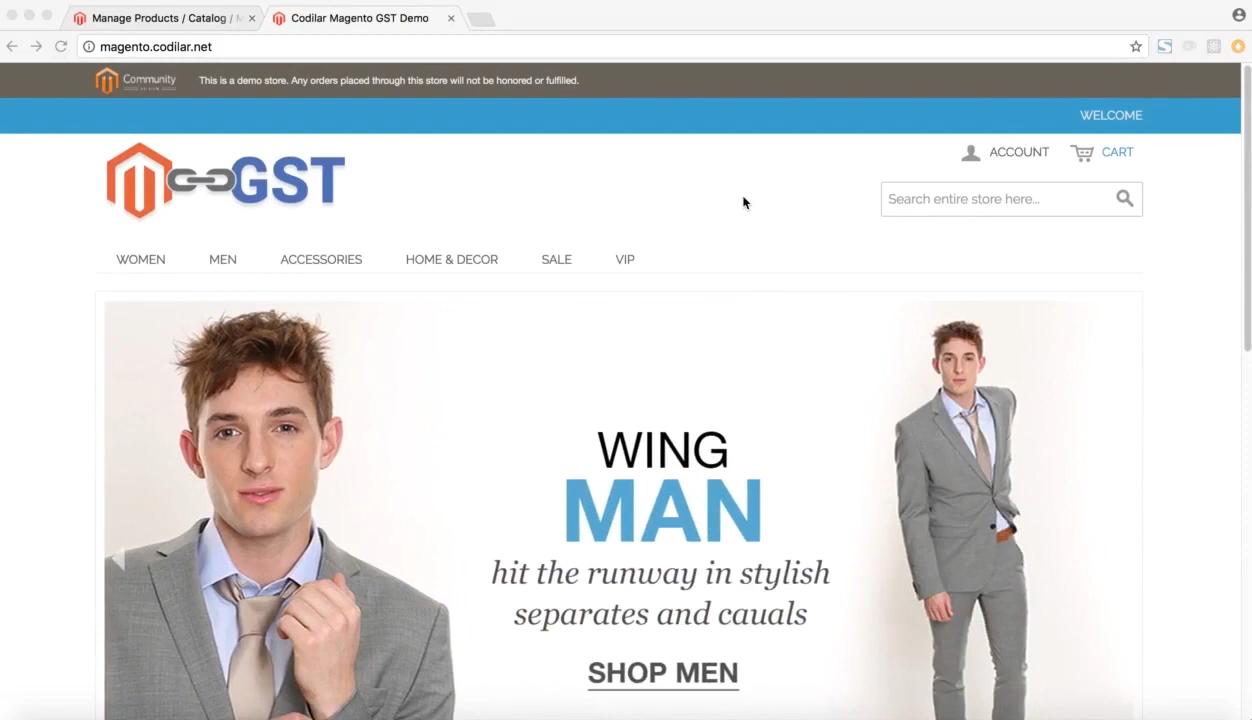 Manage Products / Catalog / M
Codilar Magento GST Demo
magento.codilar.net
Community
This is a demo store. Any orders placed through this store will not be honored or fulfilled.
WELCOME
GST
ACCOUNT
CART
Search entire store here...
WOMEN
MEN
ACCESSORIES
HOME & DECOR
SALE
VIP
WING
MAN
hit the runway in stylish
separates and cauals
SHOP MEN